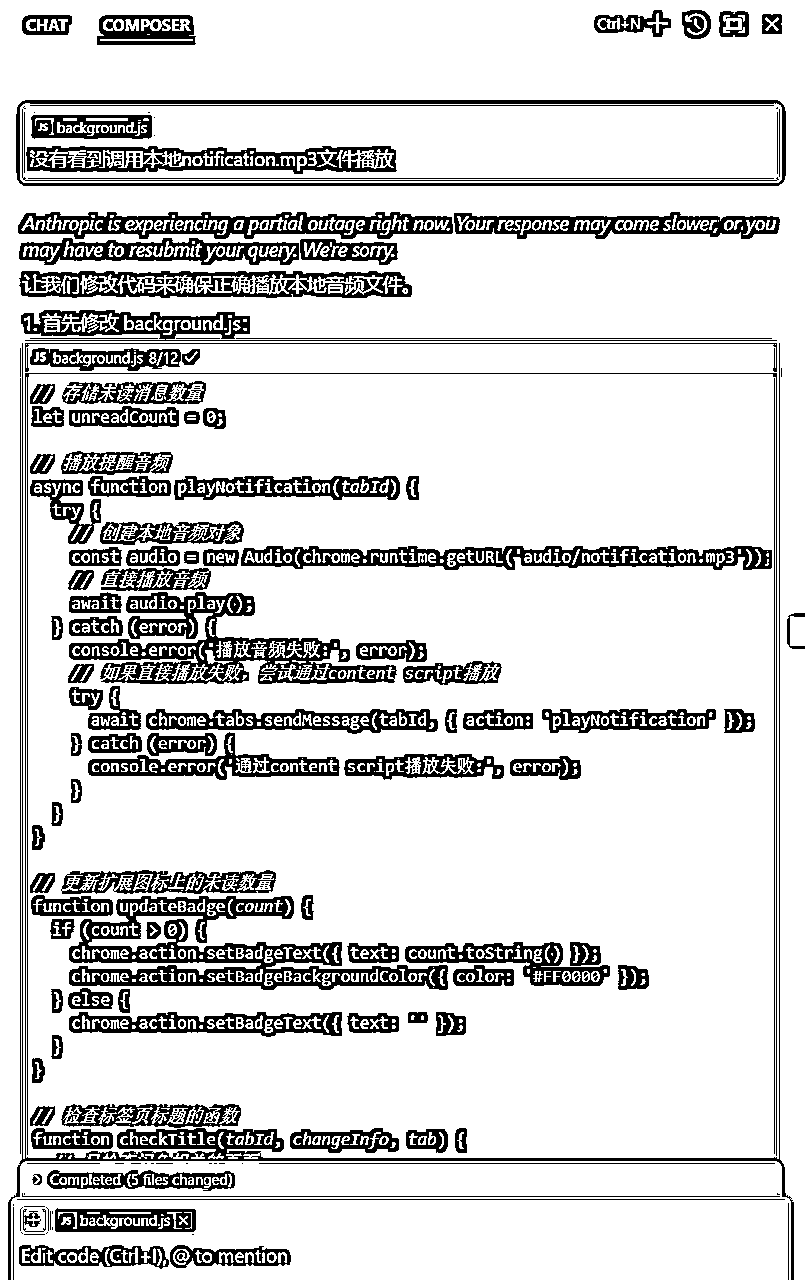 CHAT COMPOSER Ctrl+N
JS background.js
没有看到调用本地notification.mp3文件播放
Anthropic is experiencing a partial outage right now. Your response may come slower, or you
may have to resubmit your query. We're sorry.
让我们修改代码来确保正确播放本地音频文件。
1. 首先修改 background.js:
JS background.js 8/12
// 存储未读消息数量
let unreadCount = 0;
// 播放提醒音频
async function playNotification(tabId) {
try {
// 创建本地音频对象
const audio = new Audio(chrome.runtime.getURL('audio/notification.mp3'));
// 直接播放音频
await audio.play();
} catch (error) {
console.error('播放音频失败:', error);
// 如果直接播放失败，尝试通过content script播放
try {
await chrome.tabs.sendMessage(tabId, { action: 'playNotification' });
} catch (error) {
console.error('通过content script播放失败:', error);
}
}
}
// 更新扩展图标上的未读数量
function updateBadge(count) {
if (count > 0) {
chrome.action.setBadgeText({ text: count.toString() });
chrome.action.setBadgeBackgroundColor({ color: '#FF0000' });
} else {
chrome.action.setBadgeText({ text: '' });
}
}
// 检查标签页标题的函数
function checkTitle(tabId, changeInfo, tab) {
Completed (5 files changed)
JS background.js
Edit code (Ctrl+I), @ to mention